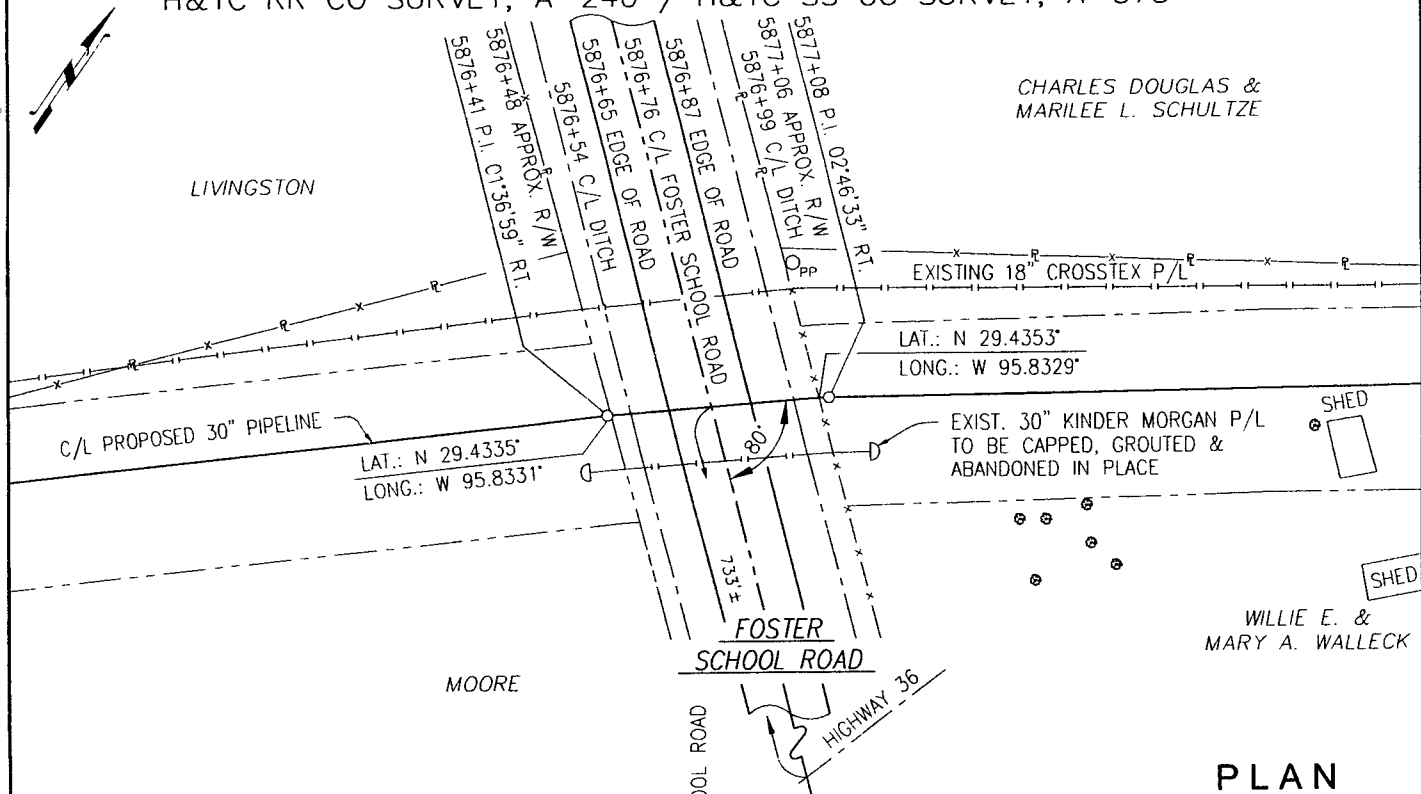 H&TC RR CO SURVEY, A-240 / H&TC SS CO SURVEY, A-
5876+41 P.I. 01°36'59" RT.
5876+48 APPROX. R/W
5876+54 C/L DITCH
5876+65 EDGE OF ROAD
5876+76 C/L FOSTER SCHOOL ROAD
5876+87 EDGE OF ROAD
5876+99 C/L DITCH
5877+06 APPROX. R/W
5877+08 P.I. 02°46'33" RT.
CHARLES DOUGLAS &
MARILEE L. SCHULTZE
LIVINGSTON
PP
EXISTING 18" CROSSTEX P/L
LAT.: N 29.4353°
LONG.: W 95.8329°
C/L PROPOSED 30" PIPELINE
LAT.: N 29.4335°
LONG.: W 95.8331°
80°
EXIST. 30" KINDER MORGAN P/L
TO BE CAPPED, GROUTED &
ABANDONED IN PLACE
SHED
733'±
SHED
FOSTER
SCHOOL ROAD
WILLIE E. &
MARY A. WALLECK
MOORE
HIGHWAY 36
OOL ROAD
PLAN